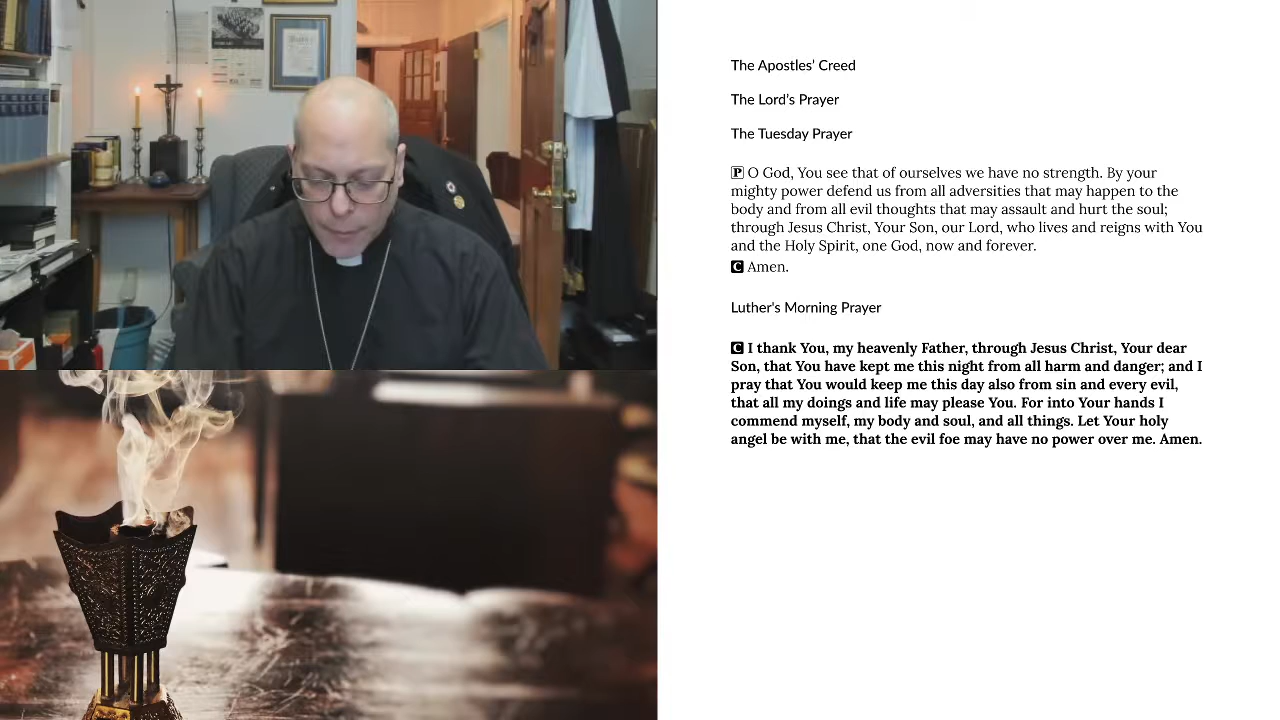 The Apostles' Creed
The Lord's Prayer
The Tuesday Prayer
P O God, You see that of ourselves we have no strength. By your
mighty power defend us from all adversities that may happen to the
body and from all evil thoughts that may assault and hurt the soul;
through Jesus Christ, Your Son, our Lord, who lives and reigns with You
and the Holy Spirit, one God, now and forever.
C Amen.
Luther's Morning Prayer
C I thank You, my heavenly Father, through Jesus Christ, Your dear
Son, that You have kept me this night from all harm and danger; and I
pray that You would keep me this day also from sin and every evil,
that all my doings and life may please You. For into Your hands I
commend myself, my body and soul, and all things. Let Your holy
angel be with me, that the evil foe may have no power over me. Amen.